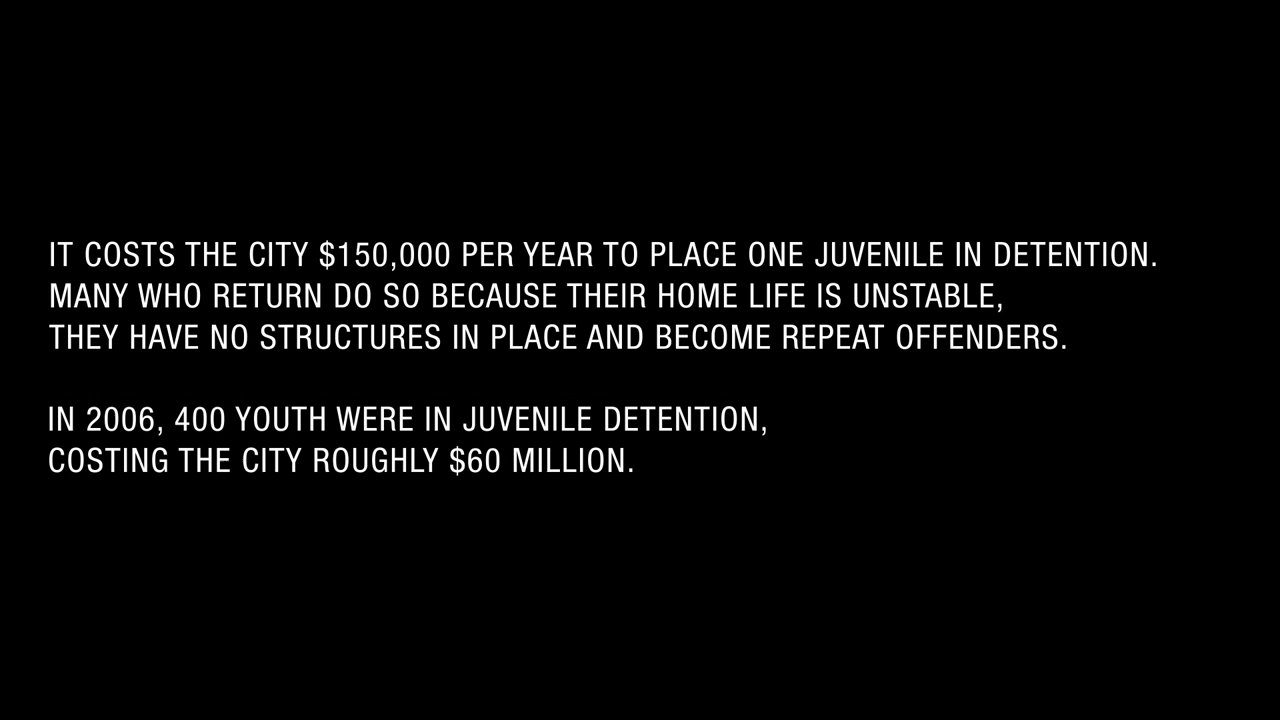 IT COSTS THE CITY $150,000 PER YEAR TO PLACE ONE JUVENILE IN DETENTION.
MANY WHO RETURN DO SO BECAUSE THEIR HOME LIFE IS UNSTABLE,
THEY HAVE NO STRUCTURES IN PLACE AND BECOME REPEAT OFFENDERS.
IN 2006, 400 YOUTH WERE IN JUVENILE DETENTION,
COSTING THE CITY ROUGHLY $60 MILLION.